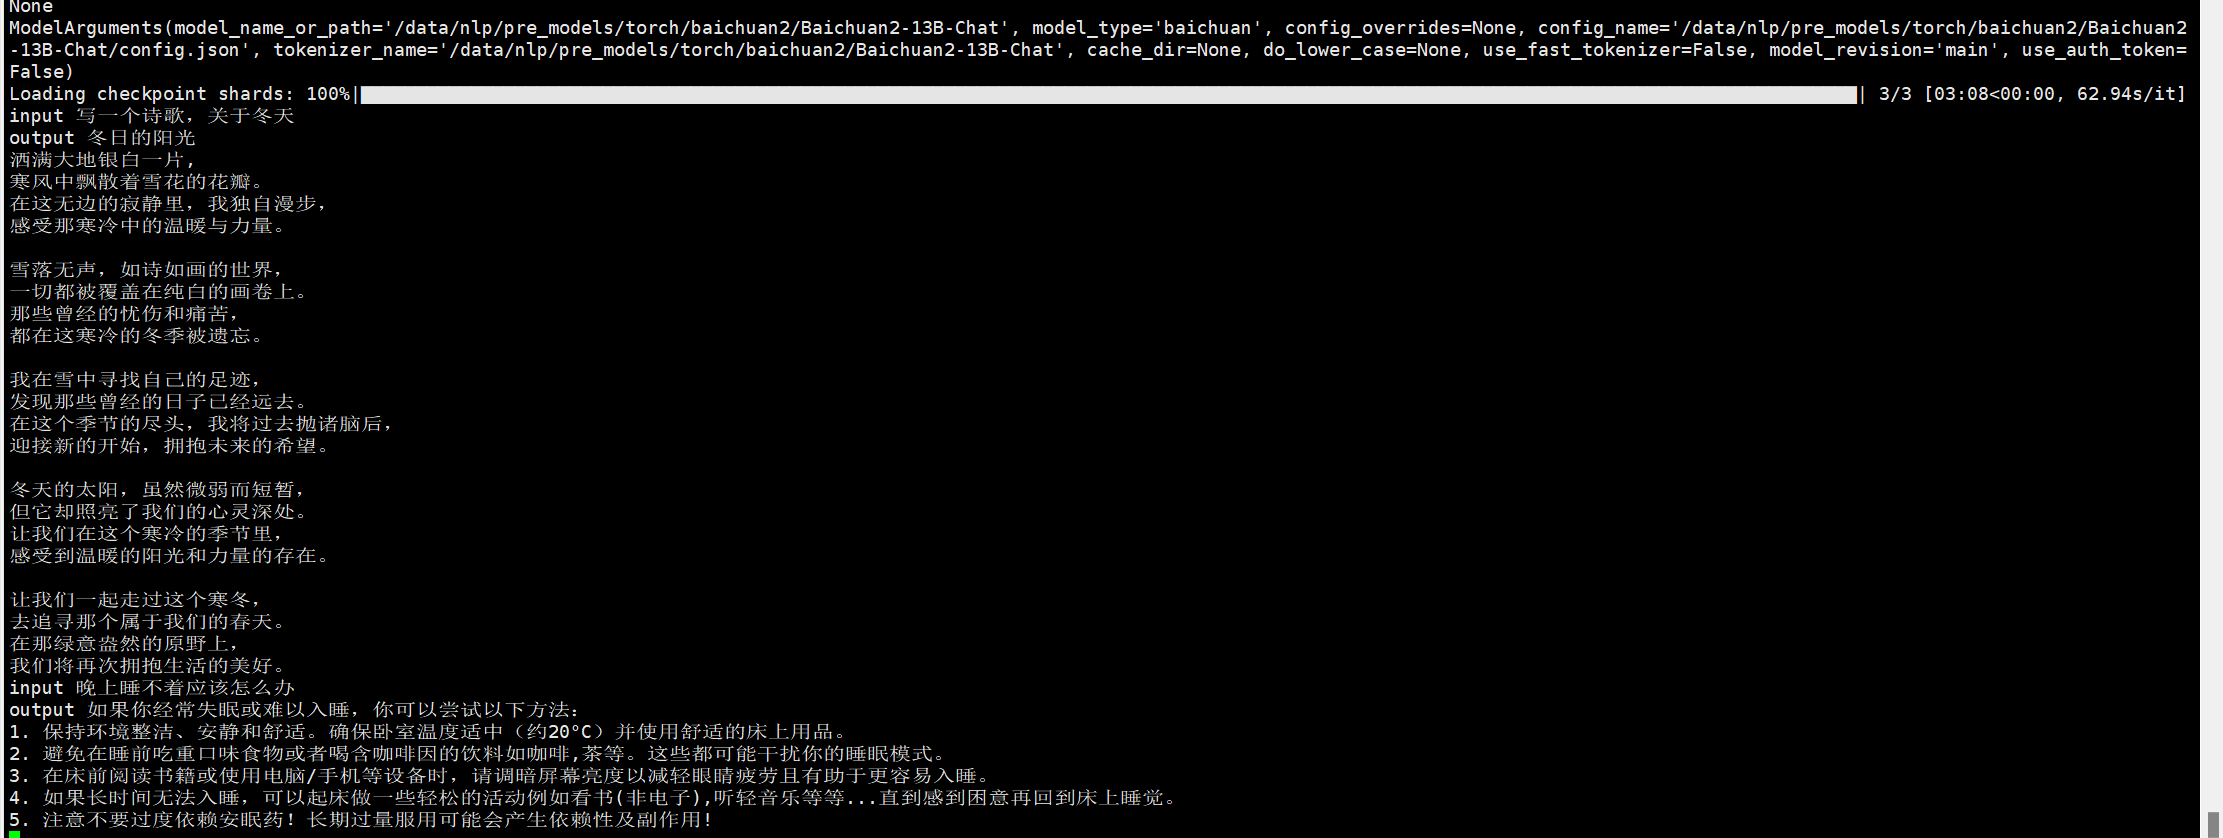 None
ModelArguments(model_name_or_path='/data/nlp/pre_models/torch/baichuan2/Baichuan2-13B-Chat', model_type='baichuan', config_overrides=None, config_name='/data/nlp/pre_models/torch/baichuan2/Baichuan2
-13B-Chat/config.json', tokenizer_name='/data/nlp/pre_models/torch/baichuan2/Baichuan2-13B-Chat', cache_dir=None, do_lower_case=None, use_fast_tokenizer=False, model_revision='main', use_auth_token=
False)
Loading checkpoint shards: 100%|| 3/3 [03:08<00:00, 62.94s/it]
input 写一个诗歌，关于冬天
output 冬日的阳光
洒满大地银白一片，
寒风中飘散着雪花的花瓣。
在这无边的寂静里，我独自漫步，
感受那寒冷中的温暖与力量。
雪落无声，如诗如画的世界，
一切都被覆盖在纯白的画卷上。
那些曾经的忧伤和痛苦，
都在这寒冷的冬季被遗忘。
我在雪中寻找自己的足迹，
发现那些曾经的日子已经远去。
在这个季节的尽头，我将过去抛诸脑后，
迎接新的开始，拥抱未来的希望。
冬天的太阳，虽然微弱而短暂，
但它却照亮了我们的心灵深处。
让我们在这个寒冷的季节里，
感受到温暖的阳光和力量的存在。
让我们一起走过这个寒冬，
去追寻那个属于我们的春天。
在那绿意盎然的原野上，
我们将再次拥抱生活的美好。
input 晚上睡不着应该怎么办
output 如果你经常失眠或难以入睡，你可以尝试以下方法：
1. 保持环境整洁、安静和舒适。确保卧室温度适中（约20°C）并使用舒适的床上用品。
2. 避免在睡前吃重口味食物或者喝含咖啡因的饮料如咖啡,茶等。这些都可能干扰你的睡眠模式。
3. 在床前阅读书籍或使用电脑/手机等设备时，请调暗屏幕亮度以减轻眼睛疲劳且有助于更容易入睡。
4. 如果长时间无法入睡，可以起床做一些轻松的活动例如看书(非电子),听轻音乐等等...直到感到困意再回到床上睡觉。
5. 注意不要过度依赖安眠药！长期过量服用可能会产生依赖性及副作用!